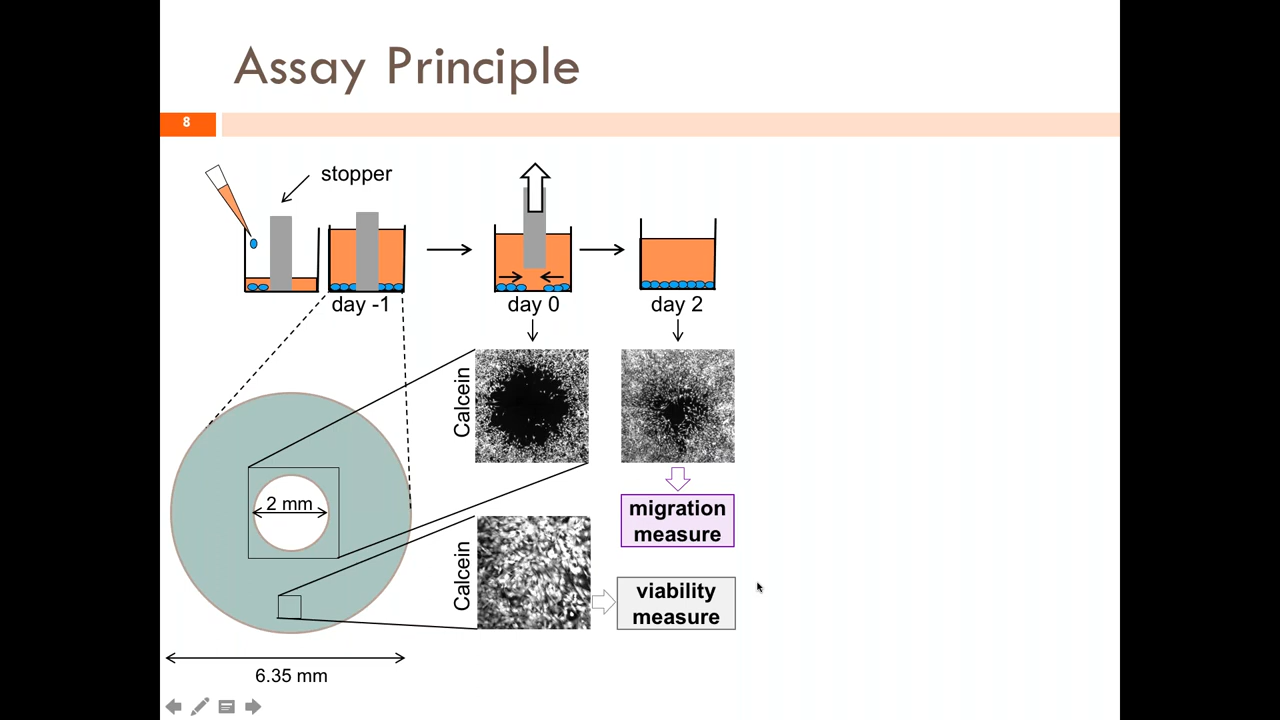 Assay Principle
8
stopper
day -1
day 0
day 2
Calcein
2 mm
migration
measure
Calcein
viability
measure
6.35 mm